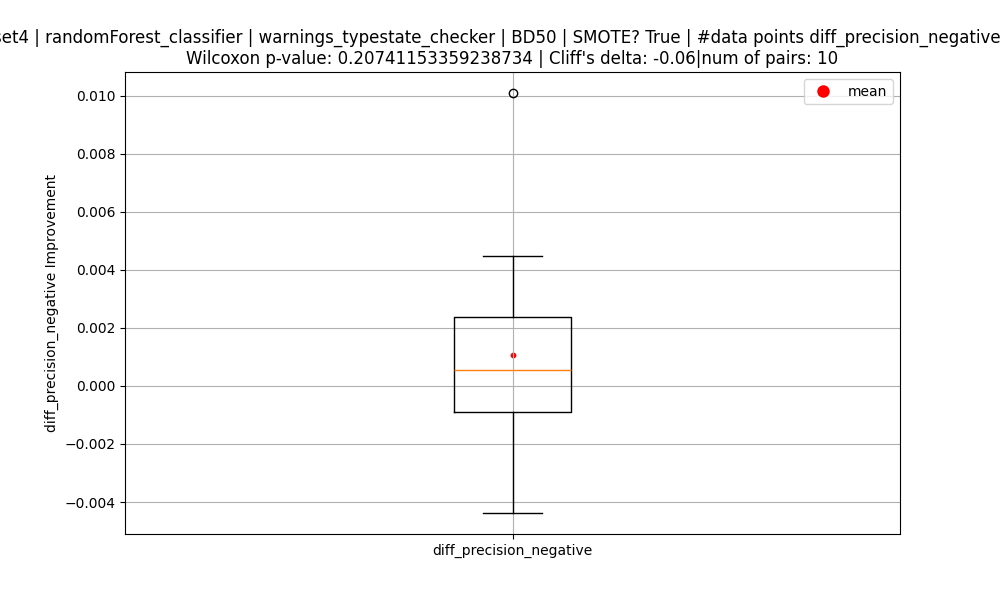 set4 | randomForest_classifier | warnings_typestate_checker | BD50 | SMOTE? True | #data points diff_precision_negative
Wilcoxon p-value: 0.20741153359238734 | Cliff's delta: -0.06|num of pairs: 10
mean
0.010
0.008
0.006
0.004
0.002
0.000
−0.002
−0.004
diff_precision_negative Improvement
diff_precision_negative